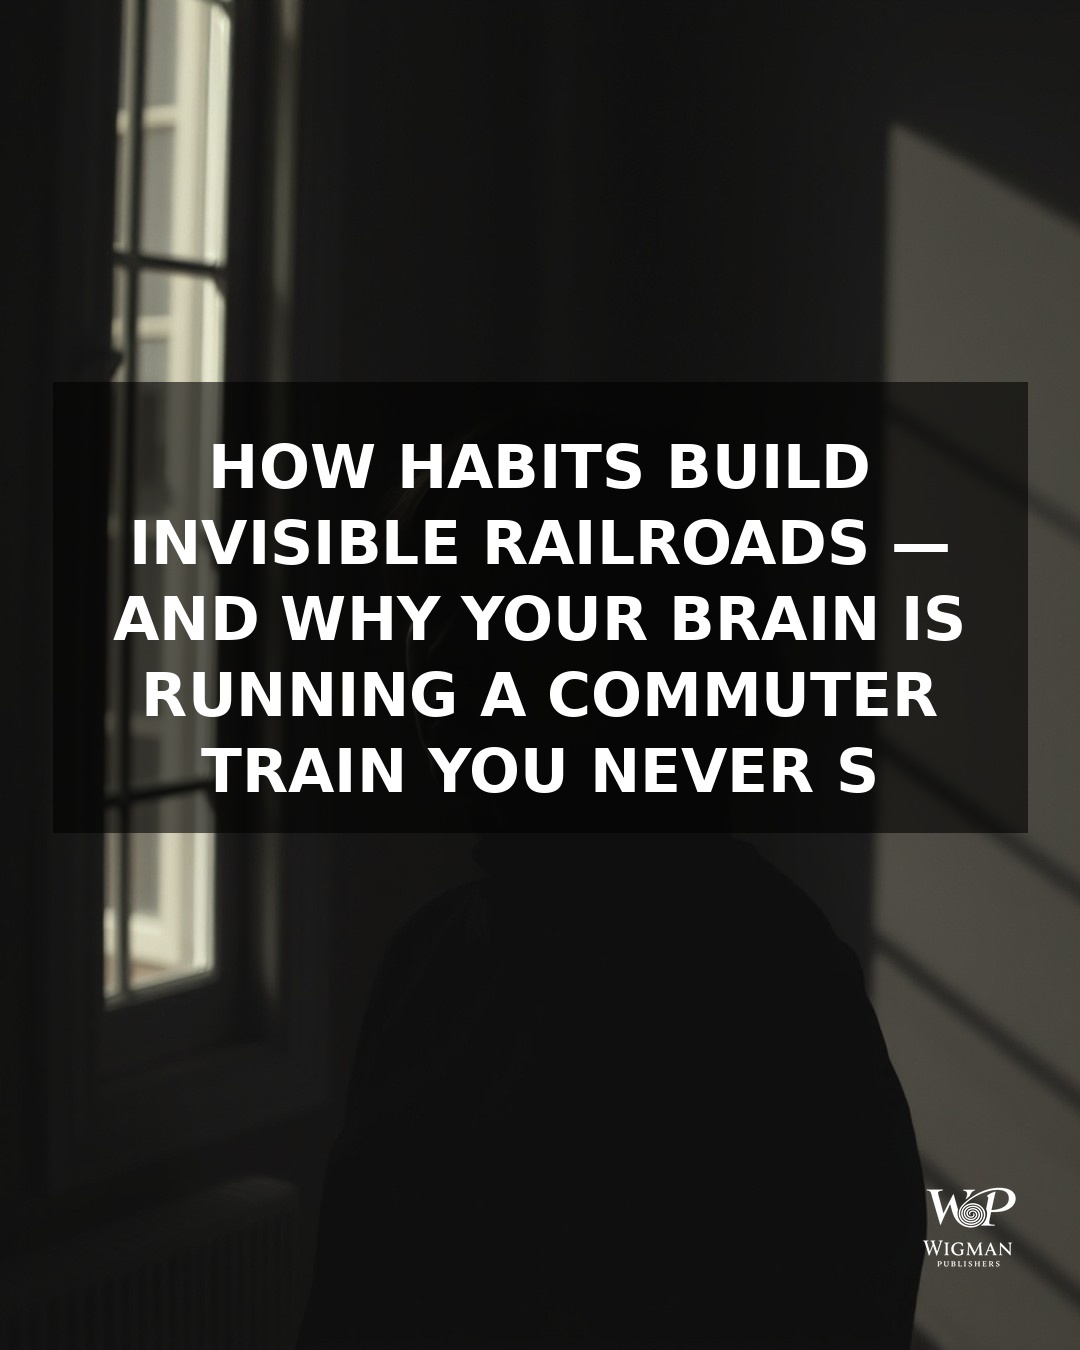 HOW HABITS BUILD
INVISIBLE RAILROADS —
AND WHY YOUR BRAIN IS
RUNNING A COMMUTER
TRAIN YOU NEVER S
WP
WIGMAN
PUBLISHERS